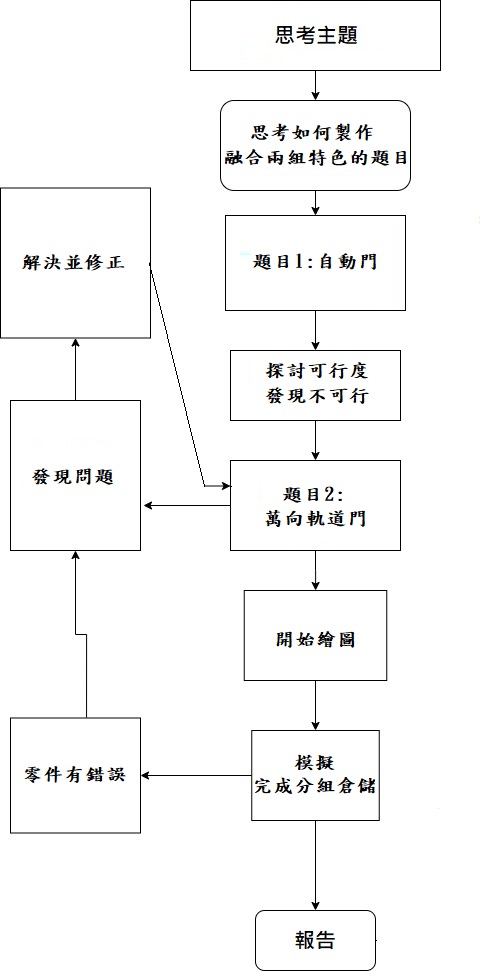 思考主題
思考如何製作
融合兩組特色的題目
解決並修正
題目1:自動門
探討可行度
發現不可行
發現問題
題目2:
萬向軌道門
開始繪圖
零件有錯誤
模擬
完成分組倉儲
報告